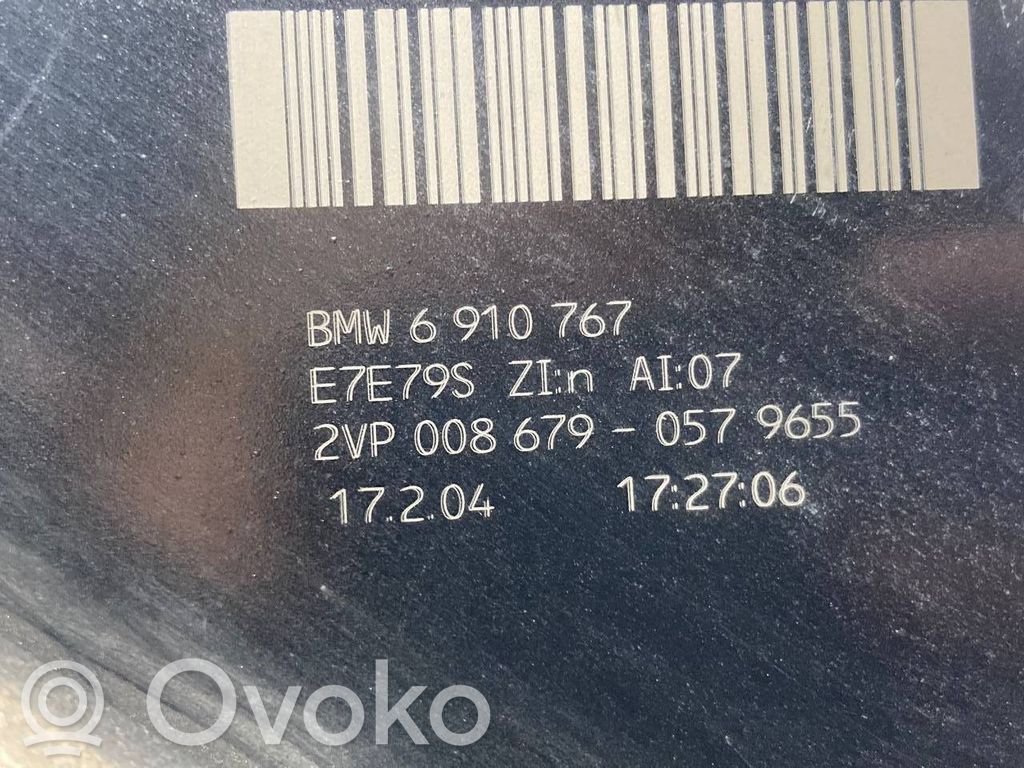 BMW 6 910 767
E7E79S ZI:n AI:07
2VP 008 679 - 057 9655
17.2.04 17:27:06
Ovoko